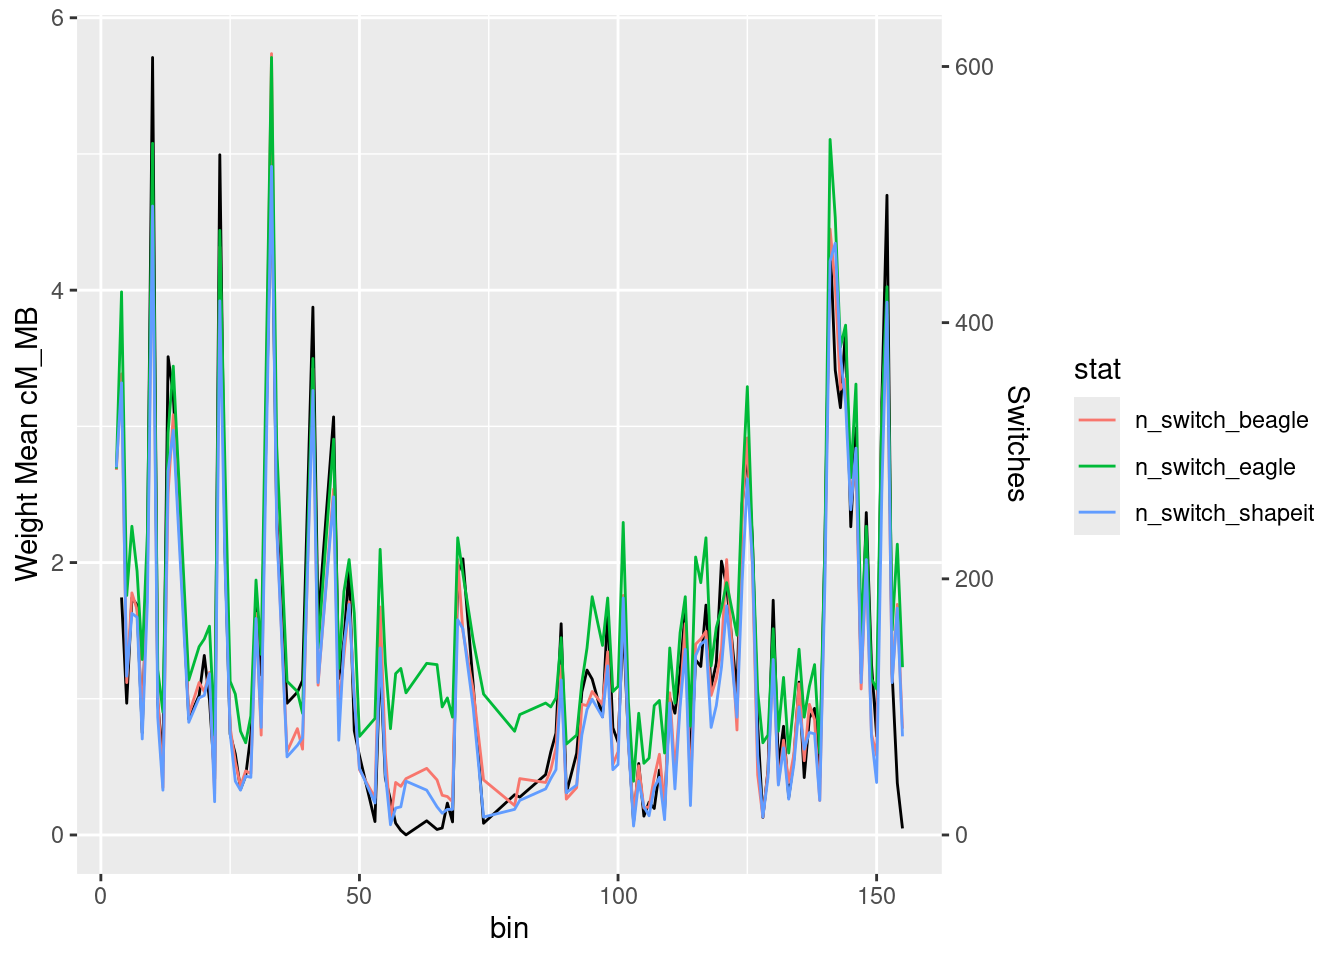 Weight Mean cM_MB
6
4
2
0
0
50
100
150
bin
600
400
200
0
Switches
stat
n_switch_beagle
n_switch_eagle
n_switch_shapeit